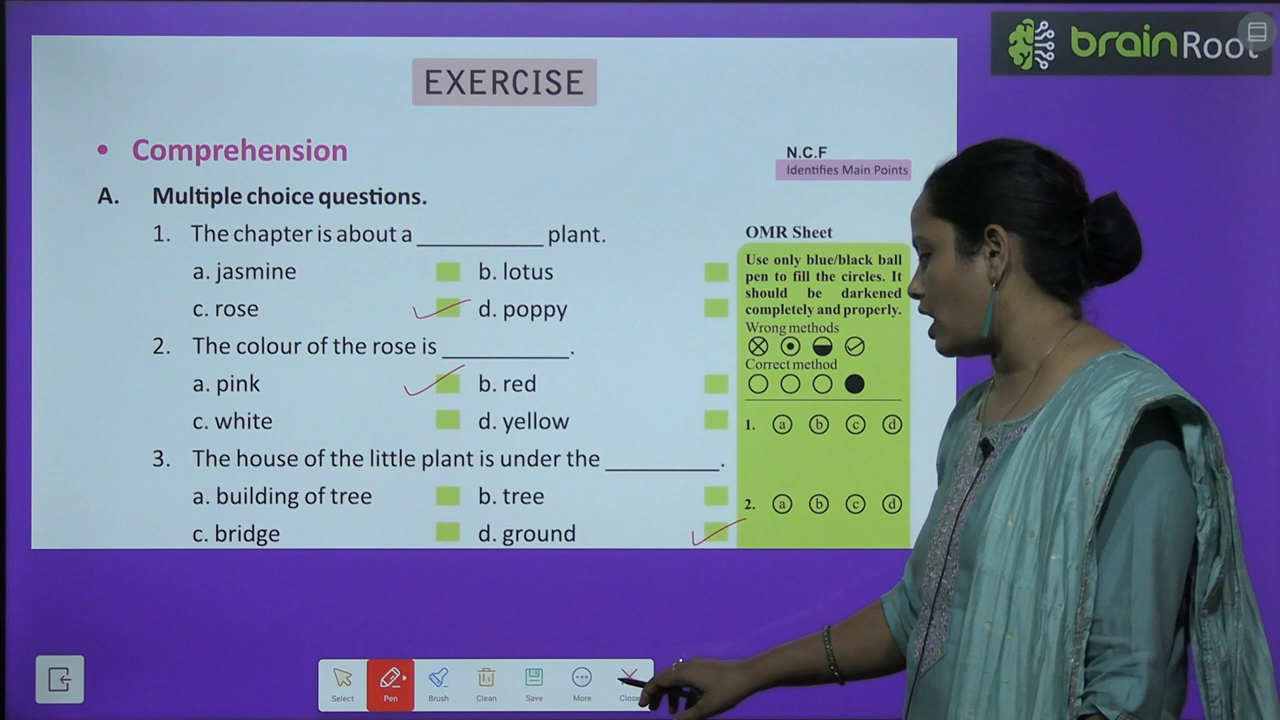 brainRoot
EXERCISE
• Comprehension
N.C.F
Identifies Main Points
A. Multiple choice questions.
1. The chapter is about a __________ plant.
a. jasmine b. lotus
c. rose d. poppy
2. The colour of the rose is __________.
a. pink b. red
c. white d. yellow
3. The house of the little plant is under the _________.
a. building of tree b. tree
c. bridge d. ground
OMR Sheet
Use only blue/black ball
pen to fill the circles. It
should be darkened
completely and properly.
Wrong methods
Correct method
1. a b c d
2. a b c d
Select Pen Brush Clean Save More Close